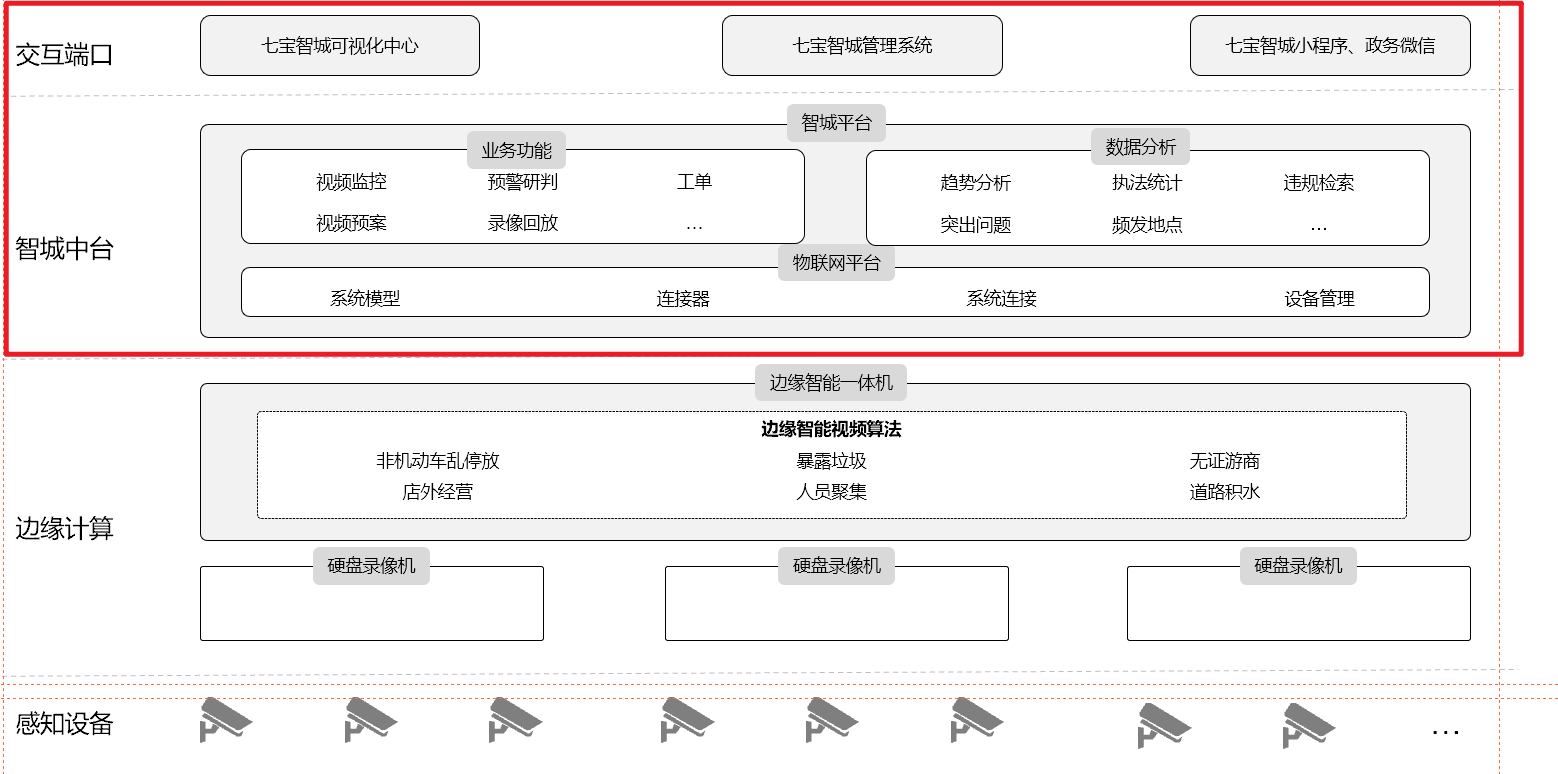 交互端口
七宝智城可视化中心
七宝智城管理系统
七宝智城小程序、政务微信
智城中台
智城平台
业务功能
视频监控 预警研判 工单
视频预案 录像回放 …
数据分析
趋势分析 执法统计 违规检索
突出问题 频发地点 …
物联网平台
系统模型 连接器 系统连接 设备管理
边缘计算
边缘智能一体机
边缘智能视频算法
非机动车乱停放 暴露垃圾 无证游商
店外经营 人员聚集 道路积水
硬盘录像机 硬盘录像机 硬盘录像机
感知设备
…